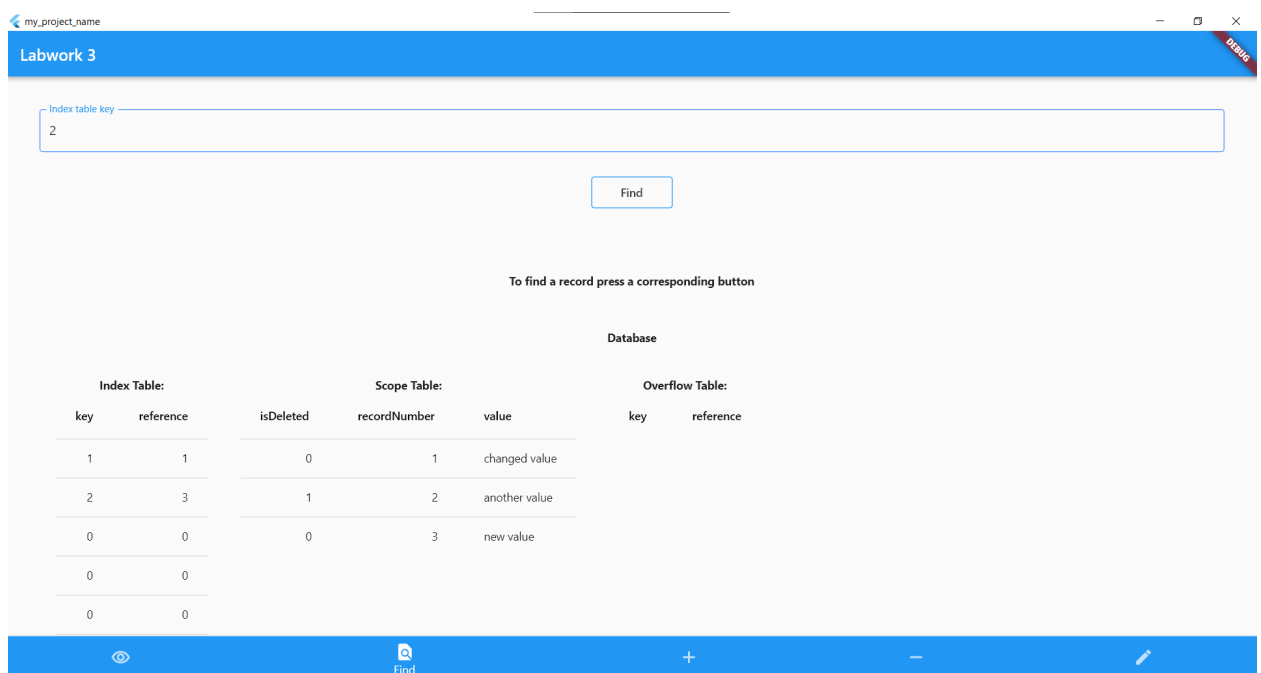 my_project_name
Labwork 3
DEBUG
Index table key
2
Find
To find a record press a corresponding button
Database
Index Table: Scope Table: Overflow Table:
key reference isDeleted recordNumber value key reference
1 1 0 1 changed value
2 3 1 2 another value
0 0 0 3 new value
0 0
0 0
Find